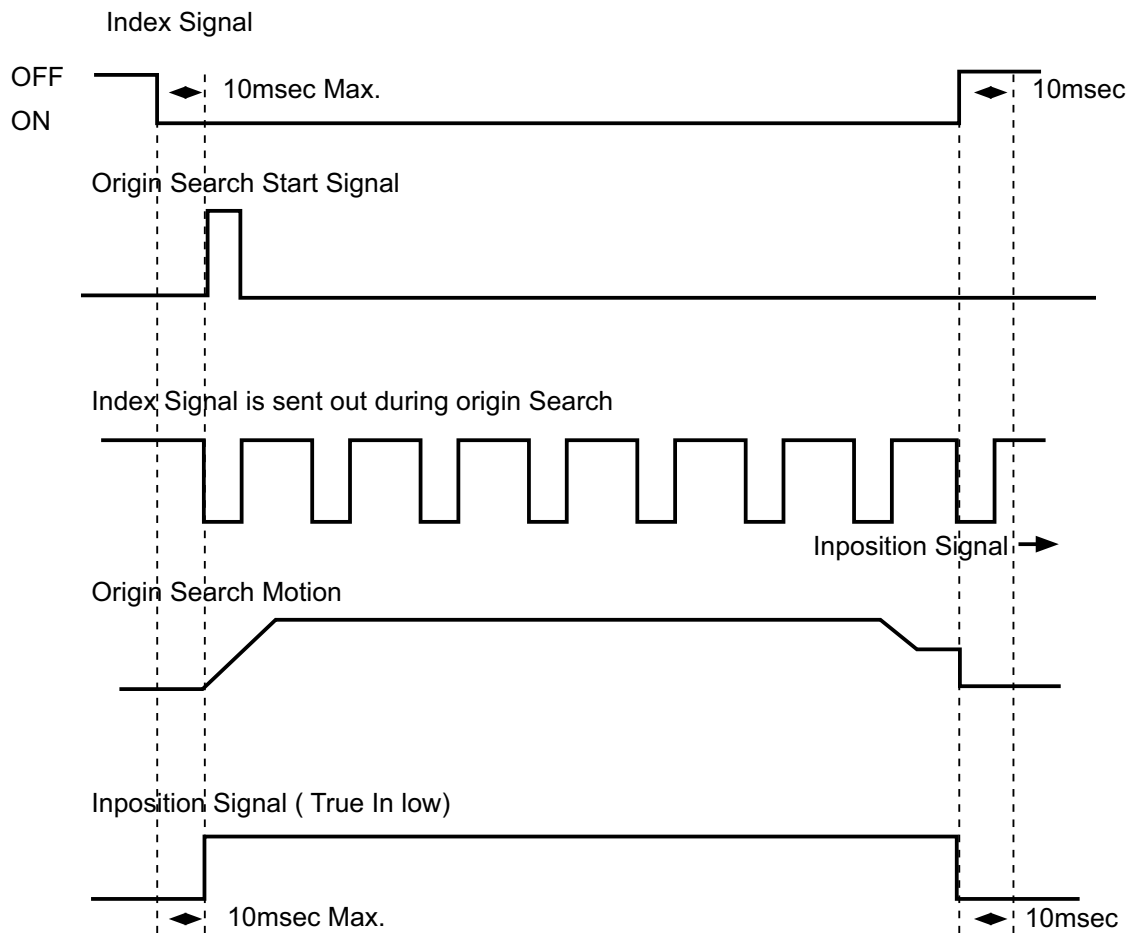 Index Signal
OFF
10msec Max.
10msec
ON
Origin Search Start Signal
Index Signal is sent out during origin Search
Inposition Signal
Origin Search Motion
Inposition Signal ( True In low)
10msec Max.
10msec